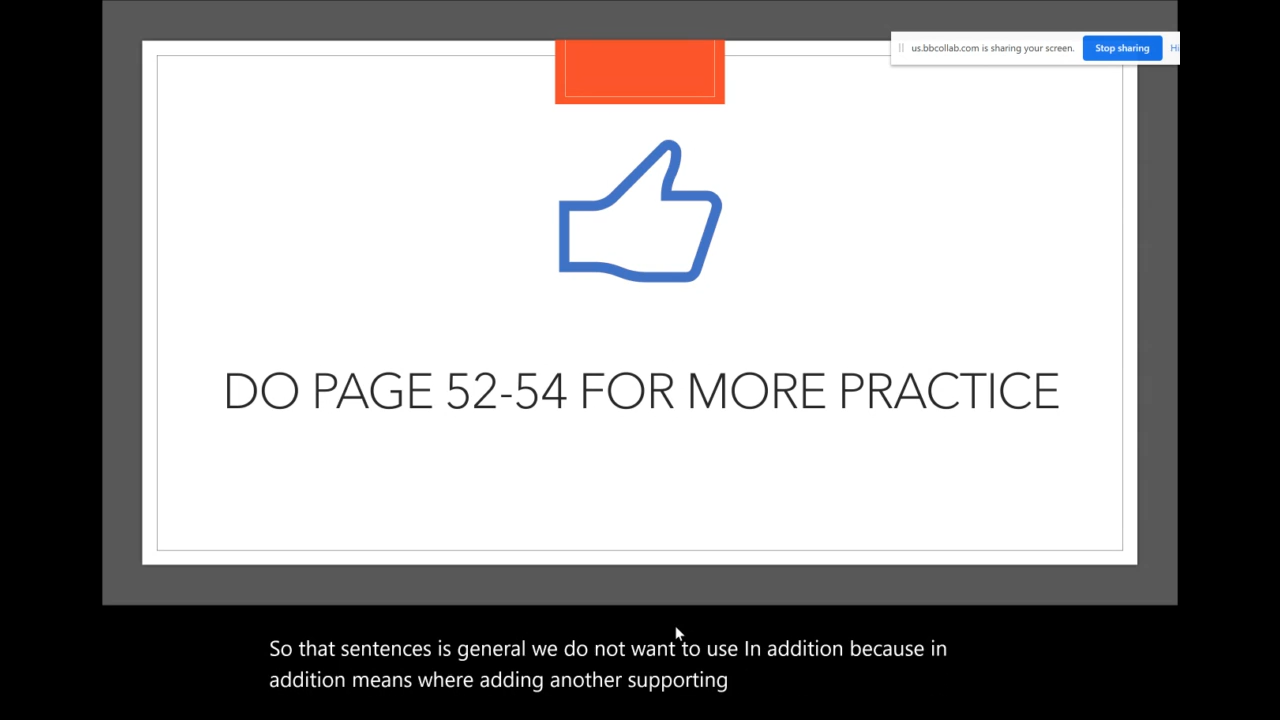 us.bbcollab.com is sharing your screen.
Stop sharing
Hi
DO PAGE 52-54 FOR MORE PRACTICE
So that sentences is general we do not want to use In addition because in
addition means where adding another supporting